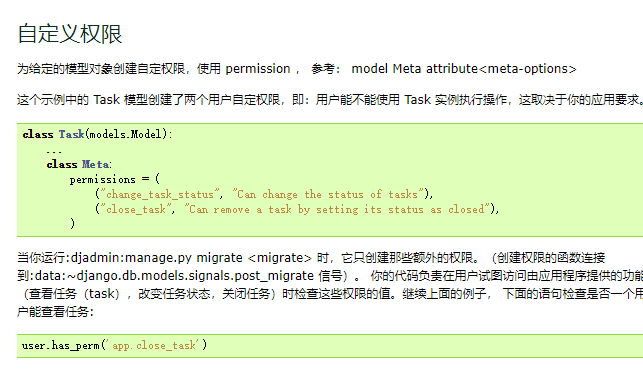 自定义权限
为给定的模型对象创建自定权限，使用 permission ， 参考： model Meta attribute<meta-options>
这个示例中的 Task 模型创建了两个用户自定权限，即：用户能不能使用 Task 实例执行操作，这取决于你的应用要求。
class Task(models.Model):
    ...
    class Meta:
        permissions = (
            ("change_task_status", "Can change the status of tasks"),
            ("close_task", "Can remove a task by setting its status as closed"),
        )
当你运行:djadmin:manage.py migrate <migrate> 时，它只创建那些额外的权限。（创建权限的函数连接
到:data:~django.db.models.signals.post_migrate 信号）。 你的代码负责在用户试图访问由应用程序提供的功能
（查看任务（task），改变任务状态，关闭任务）时检查这些权限的值。继续上面的例子， 下面的语句检查是否一个用
户能查看任务：
user.has_perm('app.close_task')